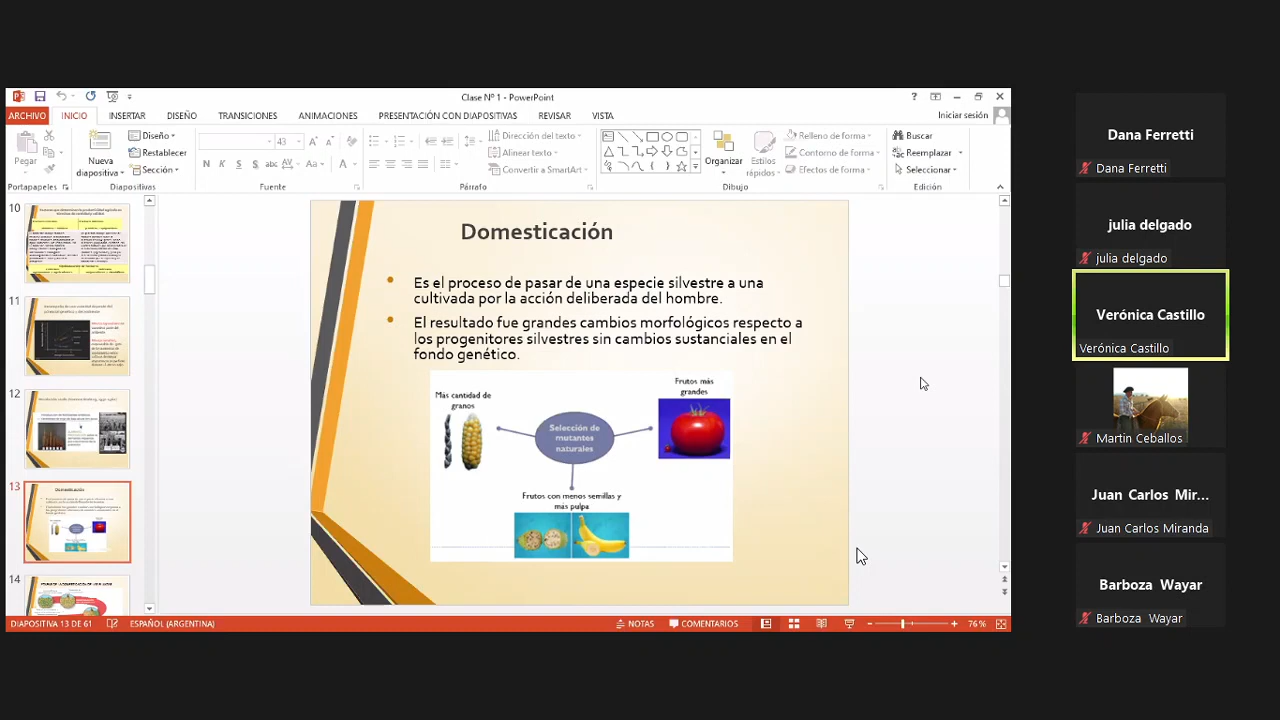 Clase Nº 1 - PowerPoint
ARCHIVO INICIO INSERTAR DISEÑO TRANSICIONES ANIMACIONES PRESENTACIÓN CON DIAPOSITIVAS REVISAR VISTA Iniciar sesión
Pegar
Nueva diapositiva
Diseño
Restablecer
Sección
43
N K S S abc AV Aa A
Dirección del texto
Alinear texto
Convertir a SmartArt
Organizar
Estilos rápidos
Relleno de forma
Contorno de forma
Efectos de forma
Buscar
Reemplazar
Seleccionar
Portapapeles Diapositivas Fuente Párrafo Dibujo Edición
10
11
12
13
14
Domesticación
Es el proceso de pasar de una especie silvestre a una
cultivada por la acción deliberada del hombre.
El resultado fue grandes cambios morfológicos respecto a
los progenitores silvestres sin cambios sustanciales en el
fondo genético.
Mas cantidad de
granos
Selección de
mutantes
naturales
Frutos más
grandes
Frutos con menos semillas y
mas pulpa
DIAPOSITIVA 13 DE 61 ESPAÑOL (ARGENTINA) NOTAS COMENTARIOS 76 %
Dana Ferretti
Dana Ferretti
julia delgado
julia delgado
Verónica Castillo
Verónica Castillo
Martin Ceballos
Juan Carlos Mir...
Juan Carlos Miranda
Barboza Wayar
Barboza Wayar